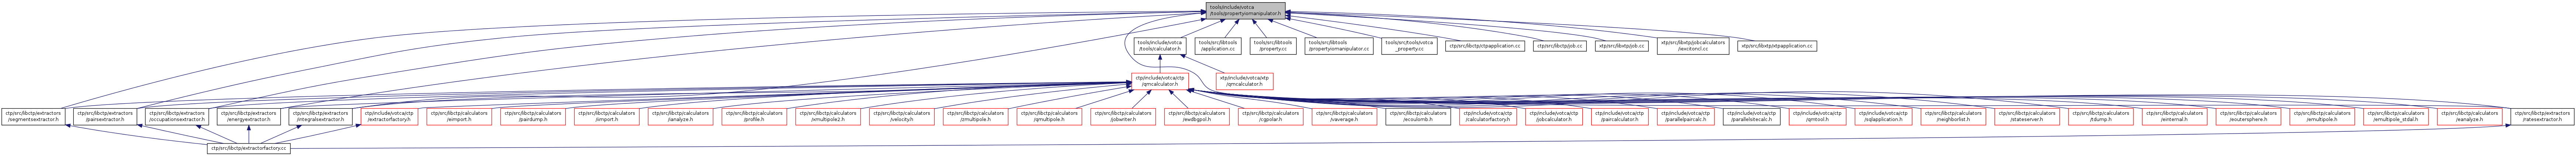 tools/include/votca
/tools/propertyiomanipulator.h
tools/include/votca
/tools/calculator.h
tools/src/libtools
/application.cc
tools/src/libtools
/property.cc
tools/src/libtools
/propertyiomanipulator.cc
tools/src/tools/votca
_property.cc
ctp/src/libctp/ctpapplication.cc
ctp/src/libctp/job.cc
xtp/src/libxtp/job.cc
xtp/src/libxtp/jobcalculators
/iexcitoncl.cc
xtp/src/libxtp/xtpapplication.cc
ctp/include/votca/ctp
/qmcalculator.h
xtp/include/votca/xtp
/qmcalculator.h
ctp/src/libctp/extractors
/segmentsextractor.h
ctp/src/libctp/extractors
/pairsextractor.h
ctp/src/libctp/extractors
/occupationsextractor.h
ctp/src/libctp/extractors
/energyextractor.h
ctp/src/libctp/extractors
/integralsextractor.h
ctp/include/votca/ctp
/extractorfactory.h
ctp/src/libctp/calculators
/eimport.h
ctp/src/libctp/calculators
/pairdump.h
ctp/src/libctp/calculators
/iimport.h
ctp/src/libctp/calculators
/ianalyze.h
ctp/src/libctp/calculators
/profile.h
ctp/src/libctp/calculators
/xmultipole2.h
ctp/src/libctp/calculators
/velocity.h
ctp/src/libctp/calculators
/zmultipole.h
ctp/src/libctp/calculators
/qmultipole.h
ctp/src/libctp/calculators
/jobwriter.h
ctp/src/libctp/calculators
/ewdbgpol.h
ctp/src/libctp/calculators
/cgpolar.h
ctp/src/libctp/calculators
/vaverage.h
ctp/src/libctp/calculators
/ecoulomb.h
ctp/include/votca/ctp
/calculatorfactory.h
ctp/include/votca/ctp
/jobcalculator.h
ctp/include/votca/ctp
/parcalculator.h
ctp/include/votca/ctp
/parallelpaircalc.h
ctp/include/votca/ctp
/parallelsitecalc.h
ctp/include/votca/ctp
/qmtool.h
ctp/include/votca/ctp
/sqlapplication.h
ctp/src/libctp/calculators
/neighborlist.h
ctp/src/libctp/calculators
/stateserver.h
ctp/src/libctp/calculators
/tdump.h
ctp/src/libctp/calculators
/einternal.h
ctp/src/libctp/calculators
/eoutersphere.h
ctp/src/libctp/calculators
/emultipole.h
ctp/src/libctp/calculators
/emultipole_stdal.h
ctp/src/libctp/calculators
/eanalyze.h
ctp/src/libctp/extractors
/ratesextractor.h
ctp/src/libctp/extractorfactory.cc